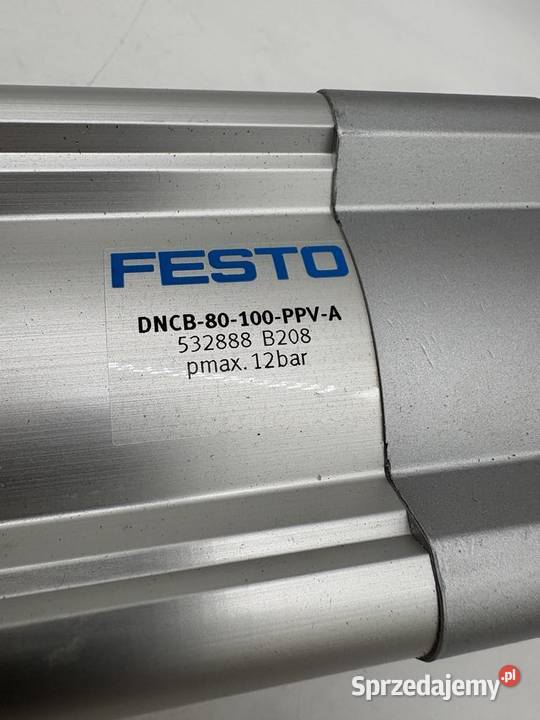 FESTO
DNCB-80-100-PPV-A
532888 B208
pmax. 12bar
Sprzedajemy.pl